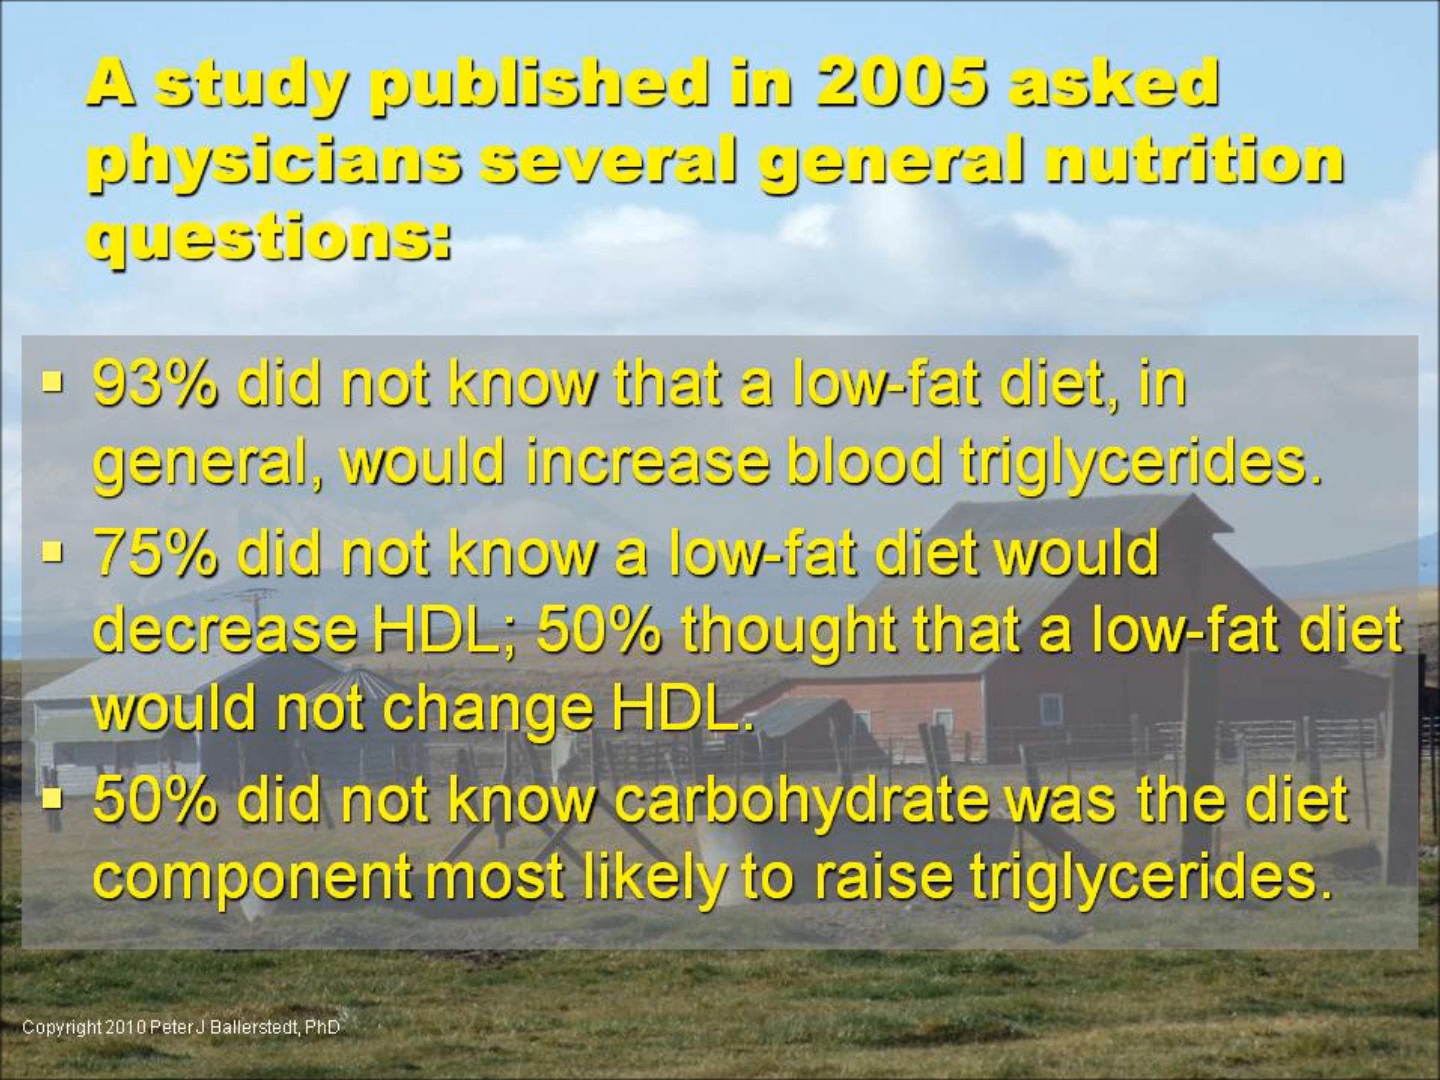 A study published in 2005 asked
physicians several general nutrition
questions:
▪ 93% did not know that a low-fat diet, in
general, would increase blood triglycerides.
▪ 75% did not know a low-fat diet would
decrease HDL; 50% thought that a low-fat diet
would not change HDL.
▪ 50% did not know carbohydrate was the diet
component most likely to raise triglycerides.
Copyright 2010 Peter J Ballerstedt, PhD